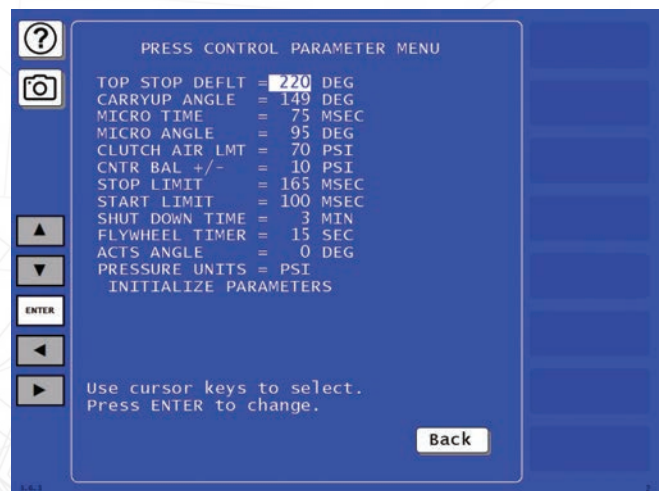 ?
PRESS CONTROL PARAMETER MENU
TOP STOP DEFLT = 220 DEG
CARRYUP ANGLE = 149 DEG
MICRO TIME = 75 MSEC
MICRO ANGLE = 95 DEG
CLUTCH AIR LMT = 70 PSI
CNTR BAL +/- = 10 PSI
STOP LIMIT = 165 MSEC
START LIMIT = 100 MSEC
SHUT DOWN TIME = 3 MIN
FLYWHEEL TIMER = 15 SEC
ACTS ANGLE = 0 DEG
PRESSURE UNITS = PSI
INITIALIZE PARAMETERS
ENTER
Use cursor keys to select.
Press ENTER to change.
Back